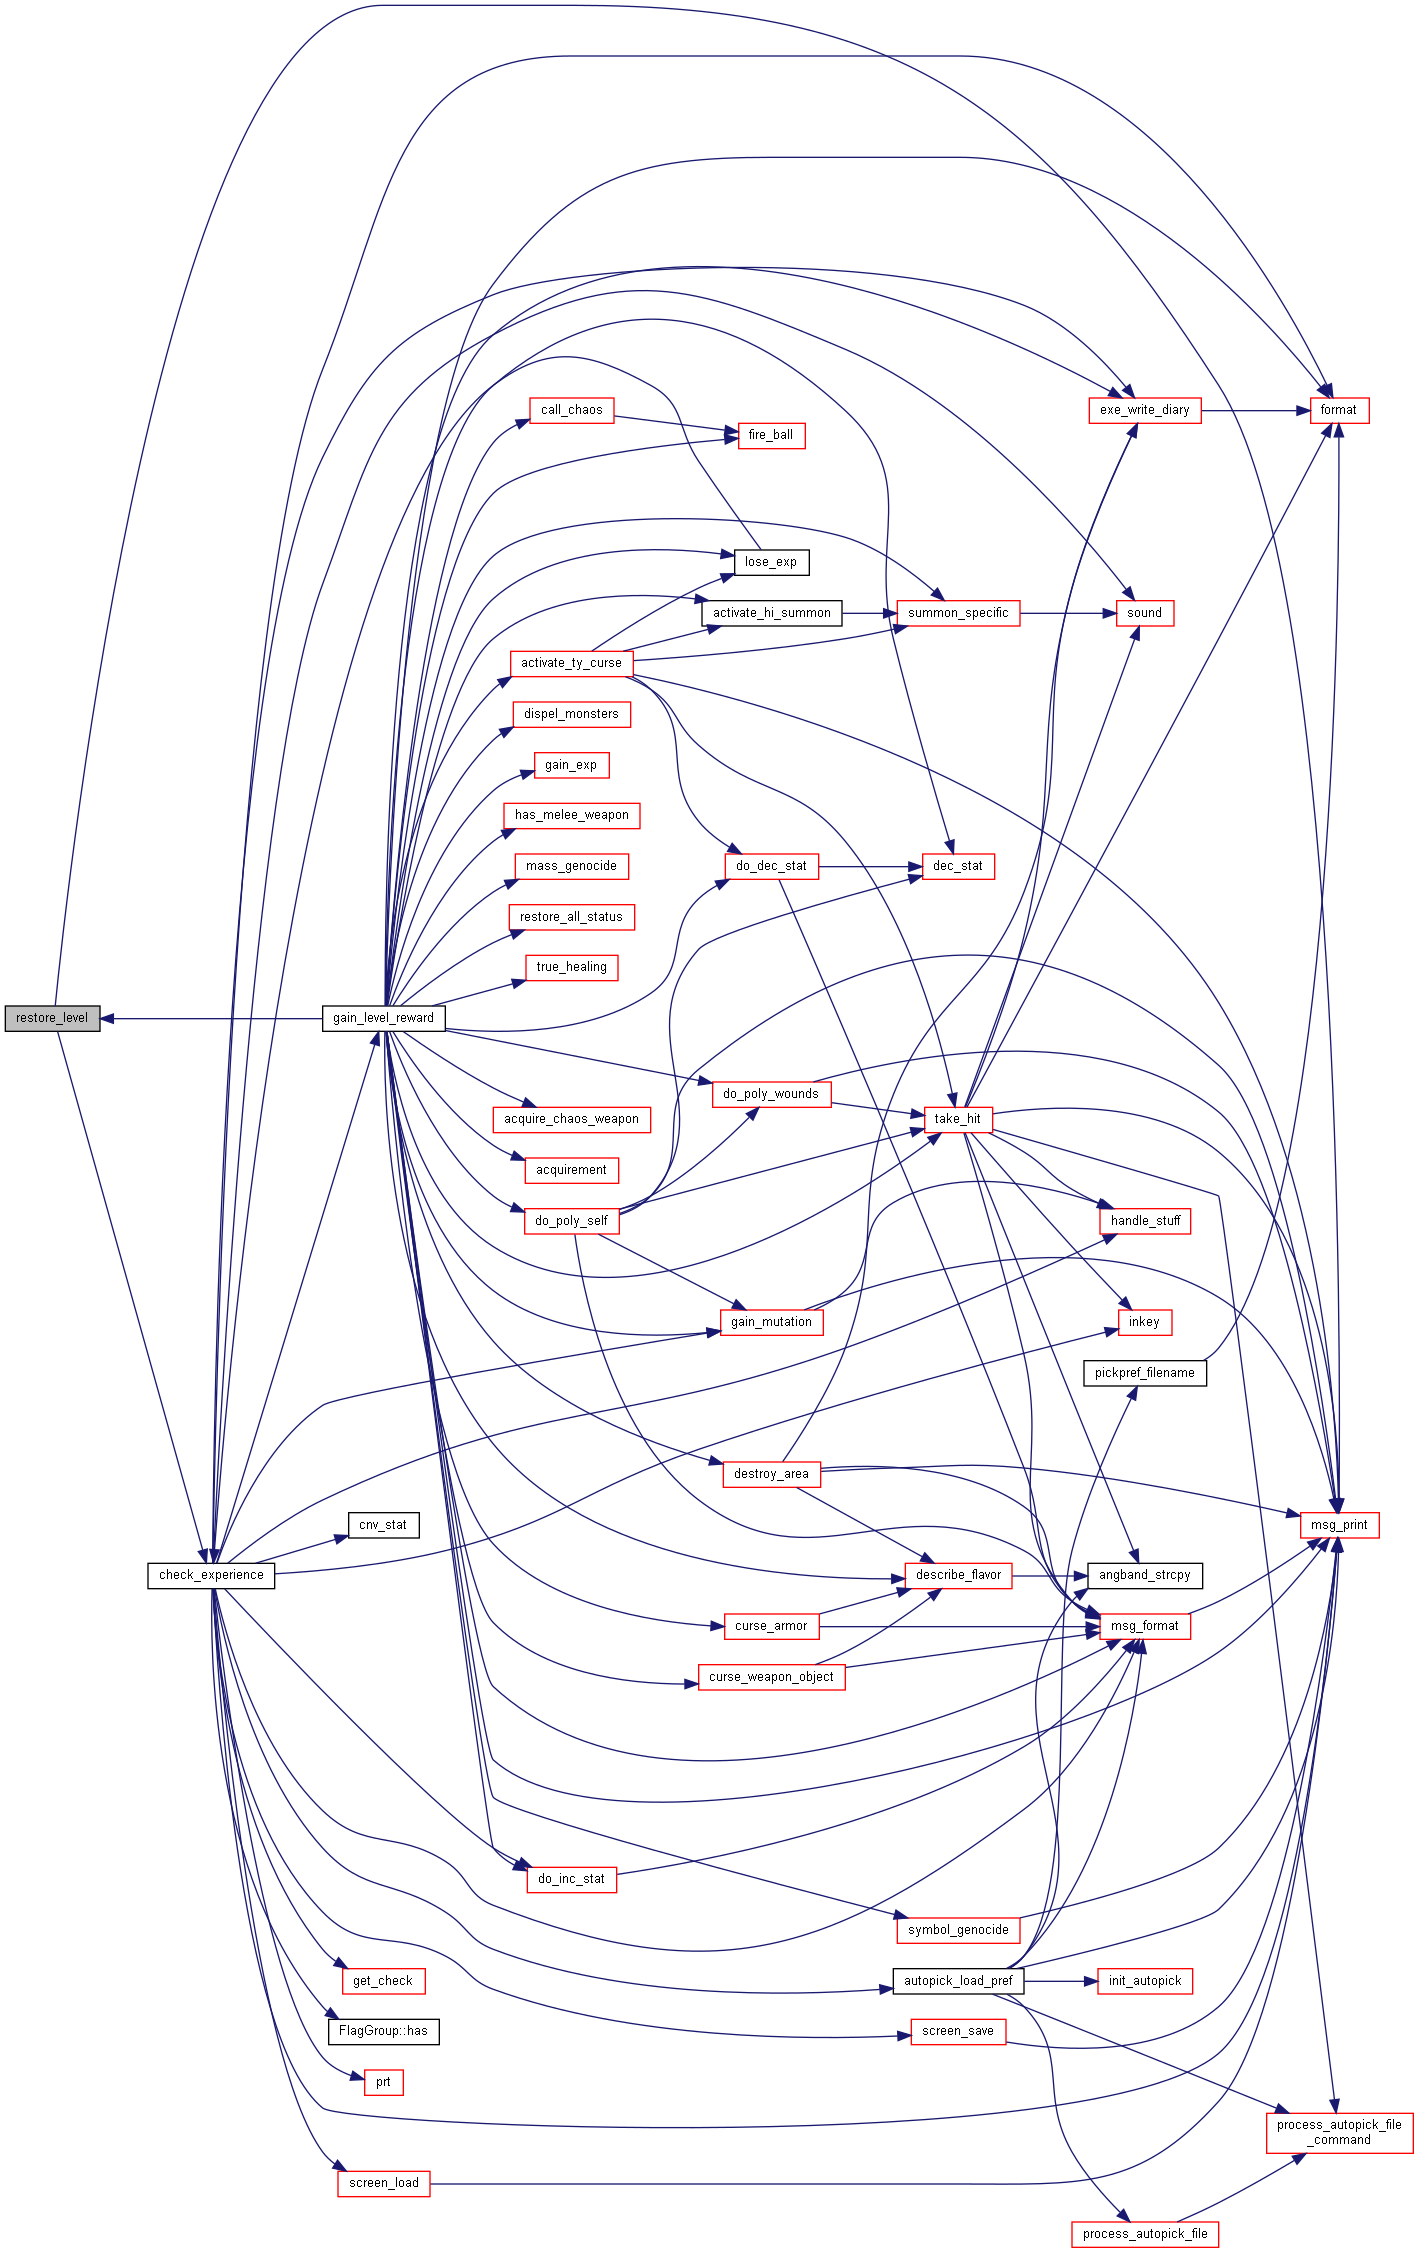 call_chaos
exe_write_diary
format
fire_ball
lose_exp
activate_hi_summon
summon_specific
sound
activate_ty_curse
dispel_monsters
gain_exp
has_melee_weapon
mass_genocide
do_dec_stat
dec_stat
restore_all_status
true_healing
restore_level
gain_level_reward
do_poly_wounds
acquire_chaos_weapon
take_hit
acquirement
do_poly_self
handle_stuff
gain_mutation
inkey
pickpref_filename
destroy_area
cnv_stat
msg_print
check_experience
describe_flavor
angband_strcpy
curse_armor
msg_format
curse_weapon_object
do_inc_stat
symbol_genocide
get_check
autopick_load_pref
init_autopick
FlagGroup::has
screen_save
prt
process_autopick_file
_command
screen_load
process_autopick_file